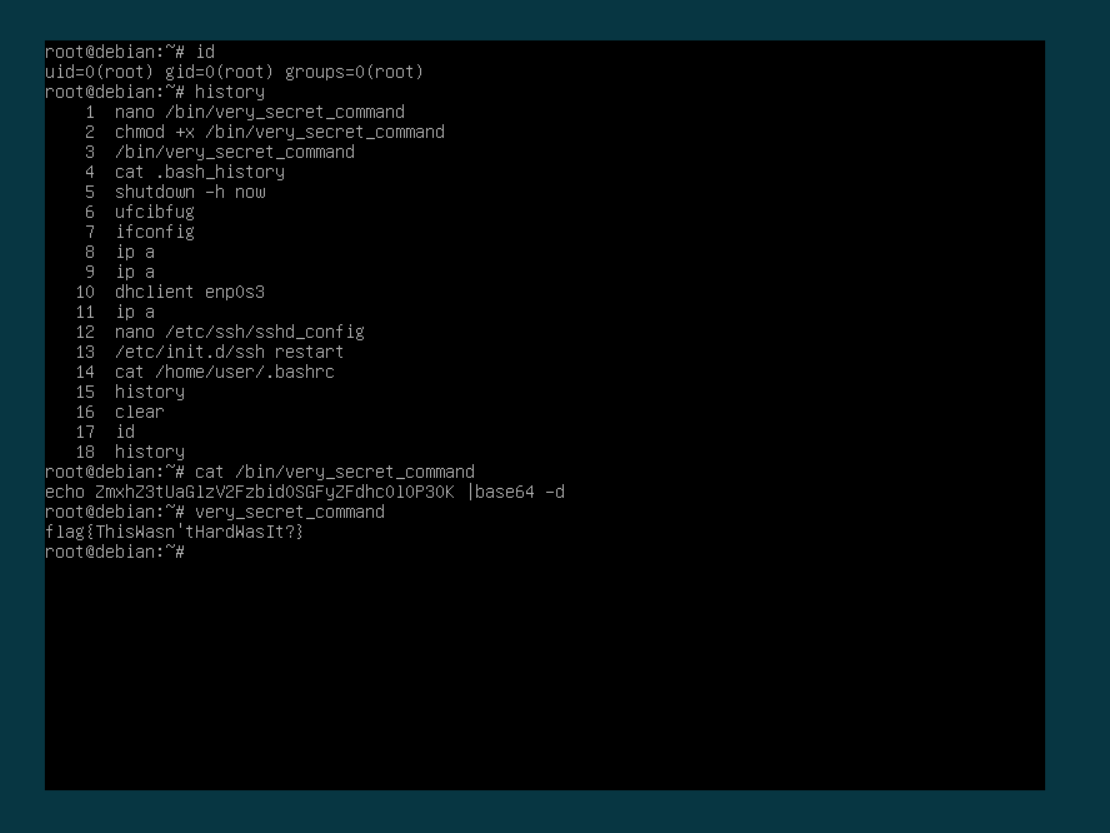 root@debian:~# id
uid=0(root) gid=0(root) groups=0(root)
root@debian:~# history
    1  nano /bin/very_secret_command
    2  chmod +x /bin/very_secret_command
    3  /bin/very_secret_command
    4  cat .bash_history
    5  shutdown -h now
    6  ufcibfug
    7  ifconfig
    8  ip a
    9  ip a
   10  dhclient enp0s3
   11  ip a
   12  nano /etc/ssh/sshd_config
   13  /etc/init.d/ssh restart
   14  cat /home/user/.bashrc
   15  history
   16  clear
   17  id
   18  history
root@debian:~# cat /bin/very_secret_command
echo ZmxhZ3tUaGlzV2Fzbid0SGFyZFdhc0l0P30K |base64 -d
root@debian:~# very_secret_command
flag{ThisWasn'tHardWasIt?}
root@debian:~#